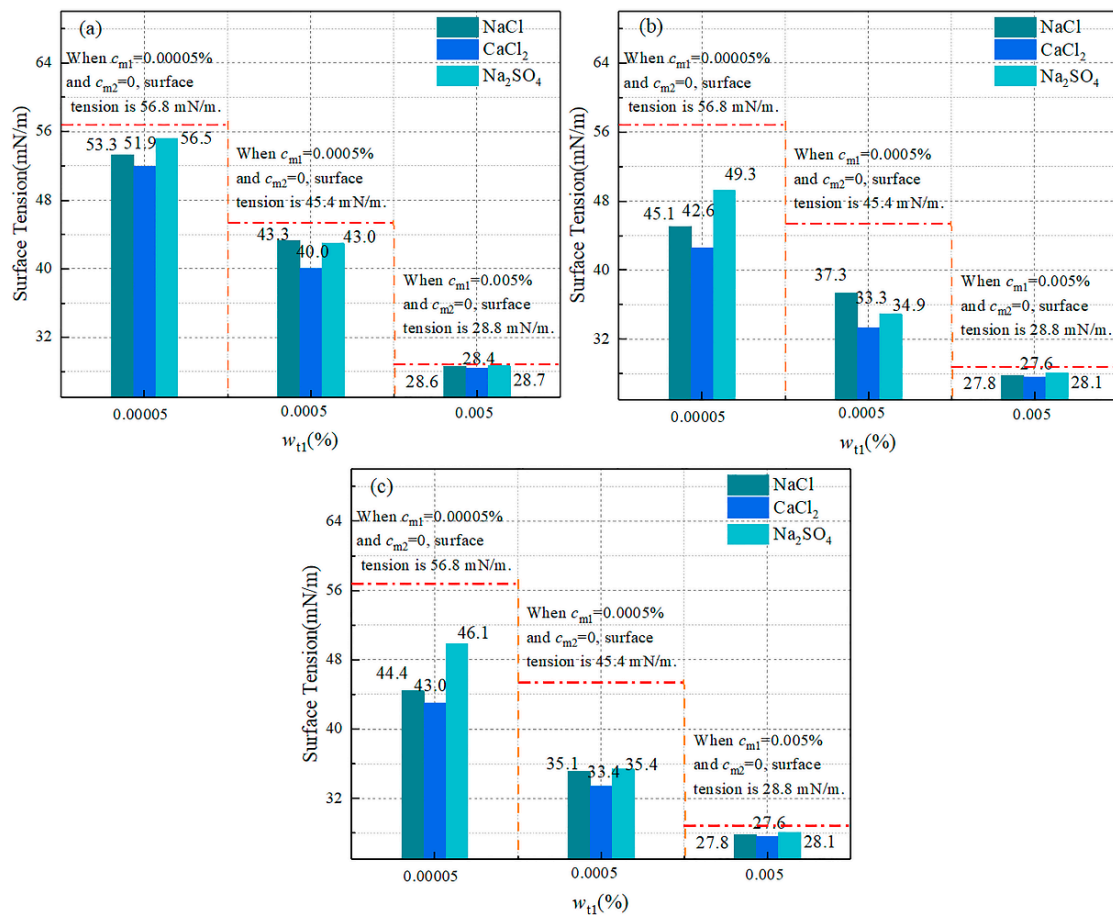 (a)
NaCl
CaCl₂
Na₂SO₄
When cm1=0.00005%
and cm2=0, surface
tension is 56.8 mN/m.
When cm1=0.0005%
and cm2=0, surface
tension is 45.4 mN/m.
When cm1=0.005%
and cm2=0, surface
tension is 28.8 mN/m.
53.3 51.9 56.5
43.3 40.0 43.0
28.6 28.4 28.7
64
56
48
40
32
Surface Tension(mN/m)
0.00005 0.0005 0.005
wt1(%)
(b)
NaCl
CaCl₂
Na₂SO₄
When cm1=0.00005%
and cm2=0, surface
tension is 56.8 mN/m.
When cm1=0.0005%
and cm2=0, surface
tension is 45.4 mN/m.
When cm1=0.005%
and cm2=0, surface
tension is 28.8 mN/m.
45.1 42.6 49.3
37.3 33.3 34.9
27.8 27.6 28.1
64
56
48
40
32
Surface Tension(mN/m)
0.00005 0.0005 0.005
wt1(%)
(c)
NaCl
CaCl₂
Na₂SO₄
When cm1=0.00005%
and cm2=0, surface
tension is 56.8 mN/m.
When cm1=0.0005%
and cm2=0, surface
tension is 45.4 mN/m.
When cm1=0.005%
and cm2=0, surface
tension is 28.8 mN/m.
44.4 43.0 46.1
35.1 33.4 35.4
27.8 27.6 28.1
64
56
48
40
32
Surface Tension(mN/m)
0.00005 0.0005 0.005
wt1(%)